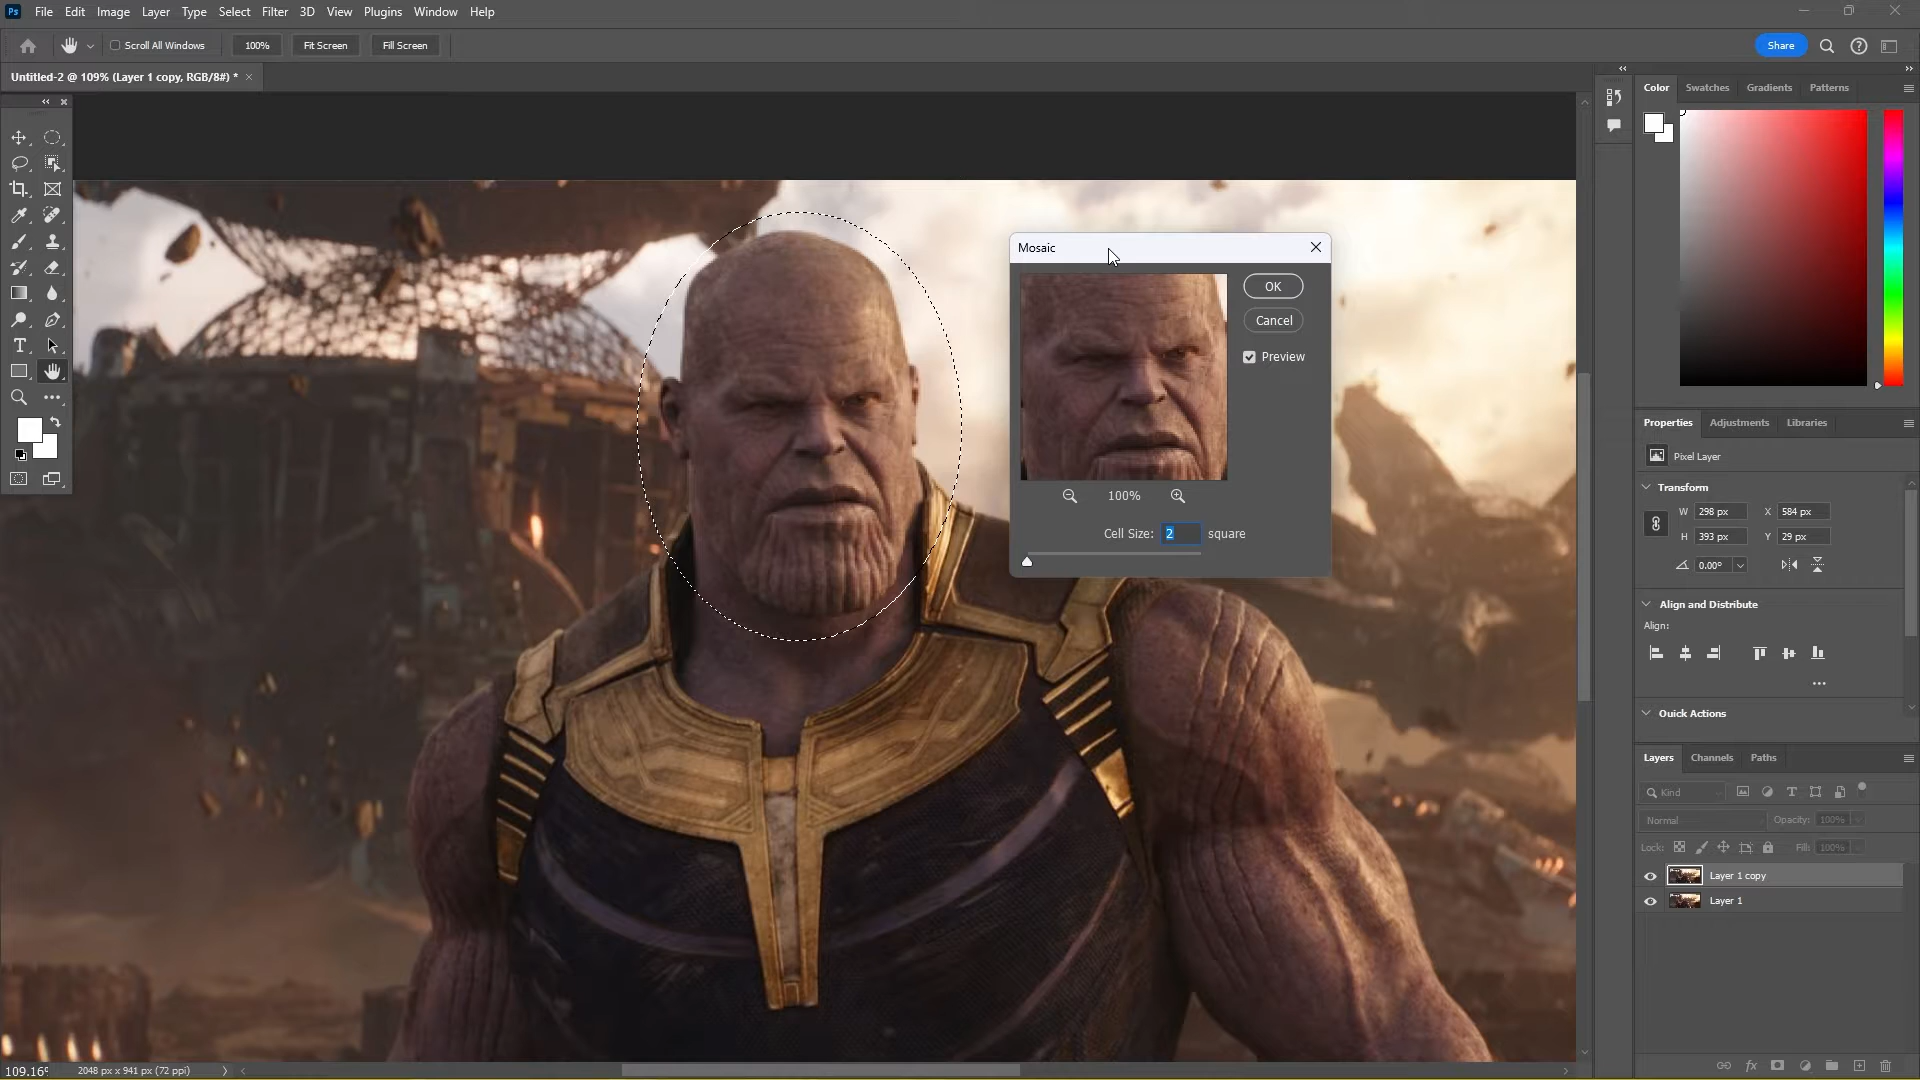 Ps File Edit Image Layer Type Select Filter 3D View Plugins Window Help
Scroll All Windows 100% Fit Screen Fill Screen Share
Untitled-2 @ 109% (Layer 1 copy, RGB/8#) *
Color Swatches Gradients Patterns
Mosaic
OK
Cancel
Preview
100%
Cell Size: 2 square
Properties Adjustments Libraries
Pixel Layer
Transform
W 298 px X 584 px
H 393 px Y 29 px
0.00°
Align and Distribute
Align:
Quick Actions
Layers Channels Paths
Kind
Normal Opacity: 100%
Lock: Fill: 100%
Layer 1 copy
Layer 1
109.16% 2048 px x 941 px (72 ppi)